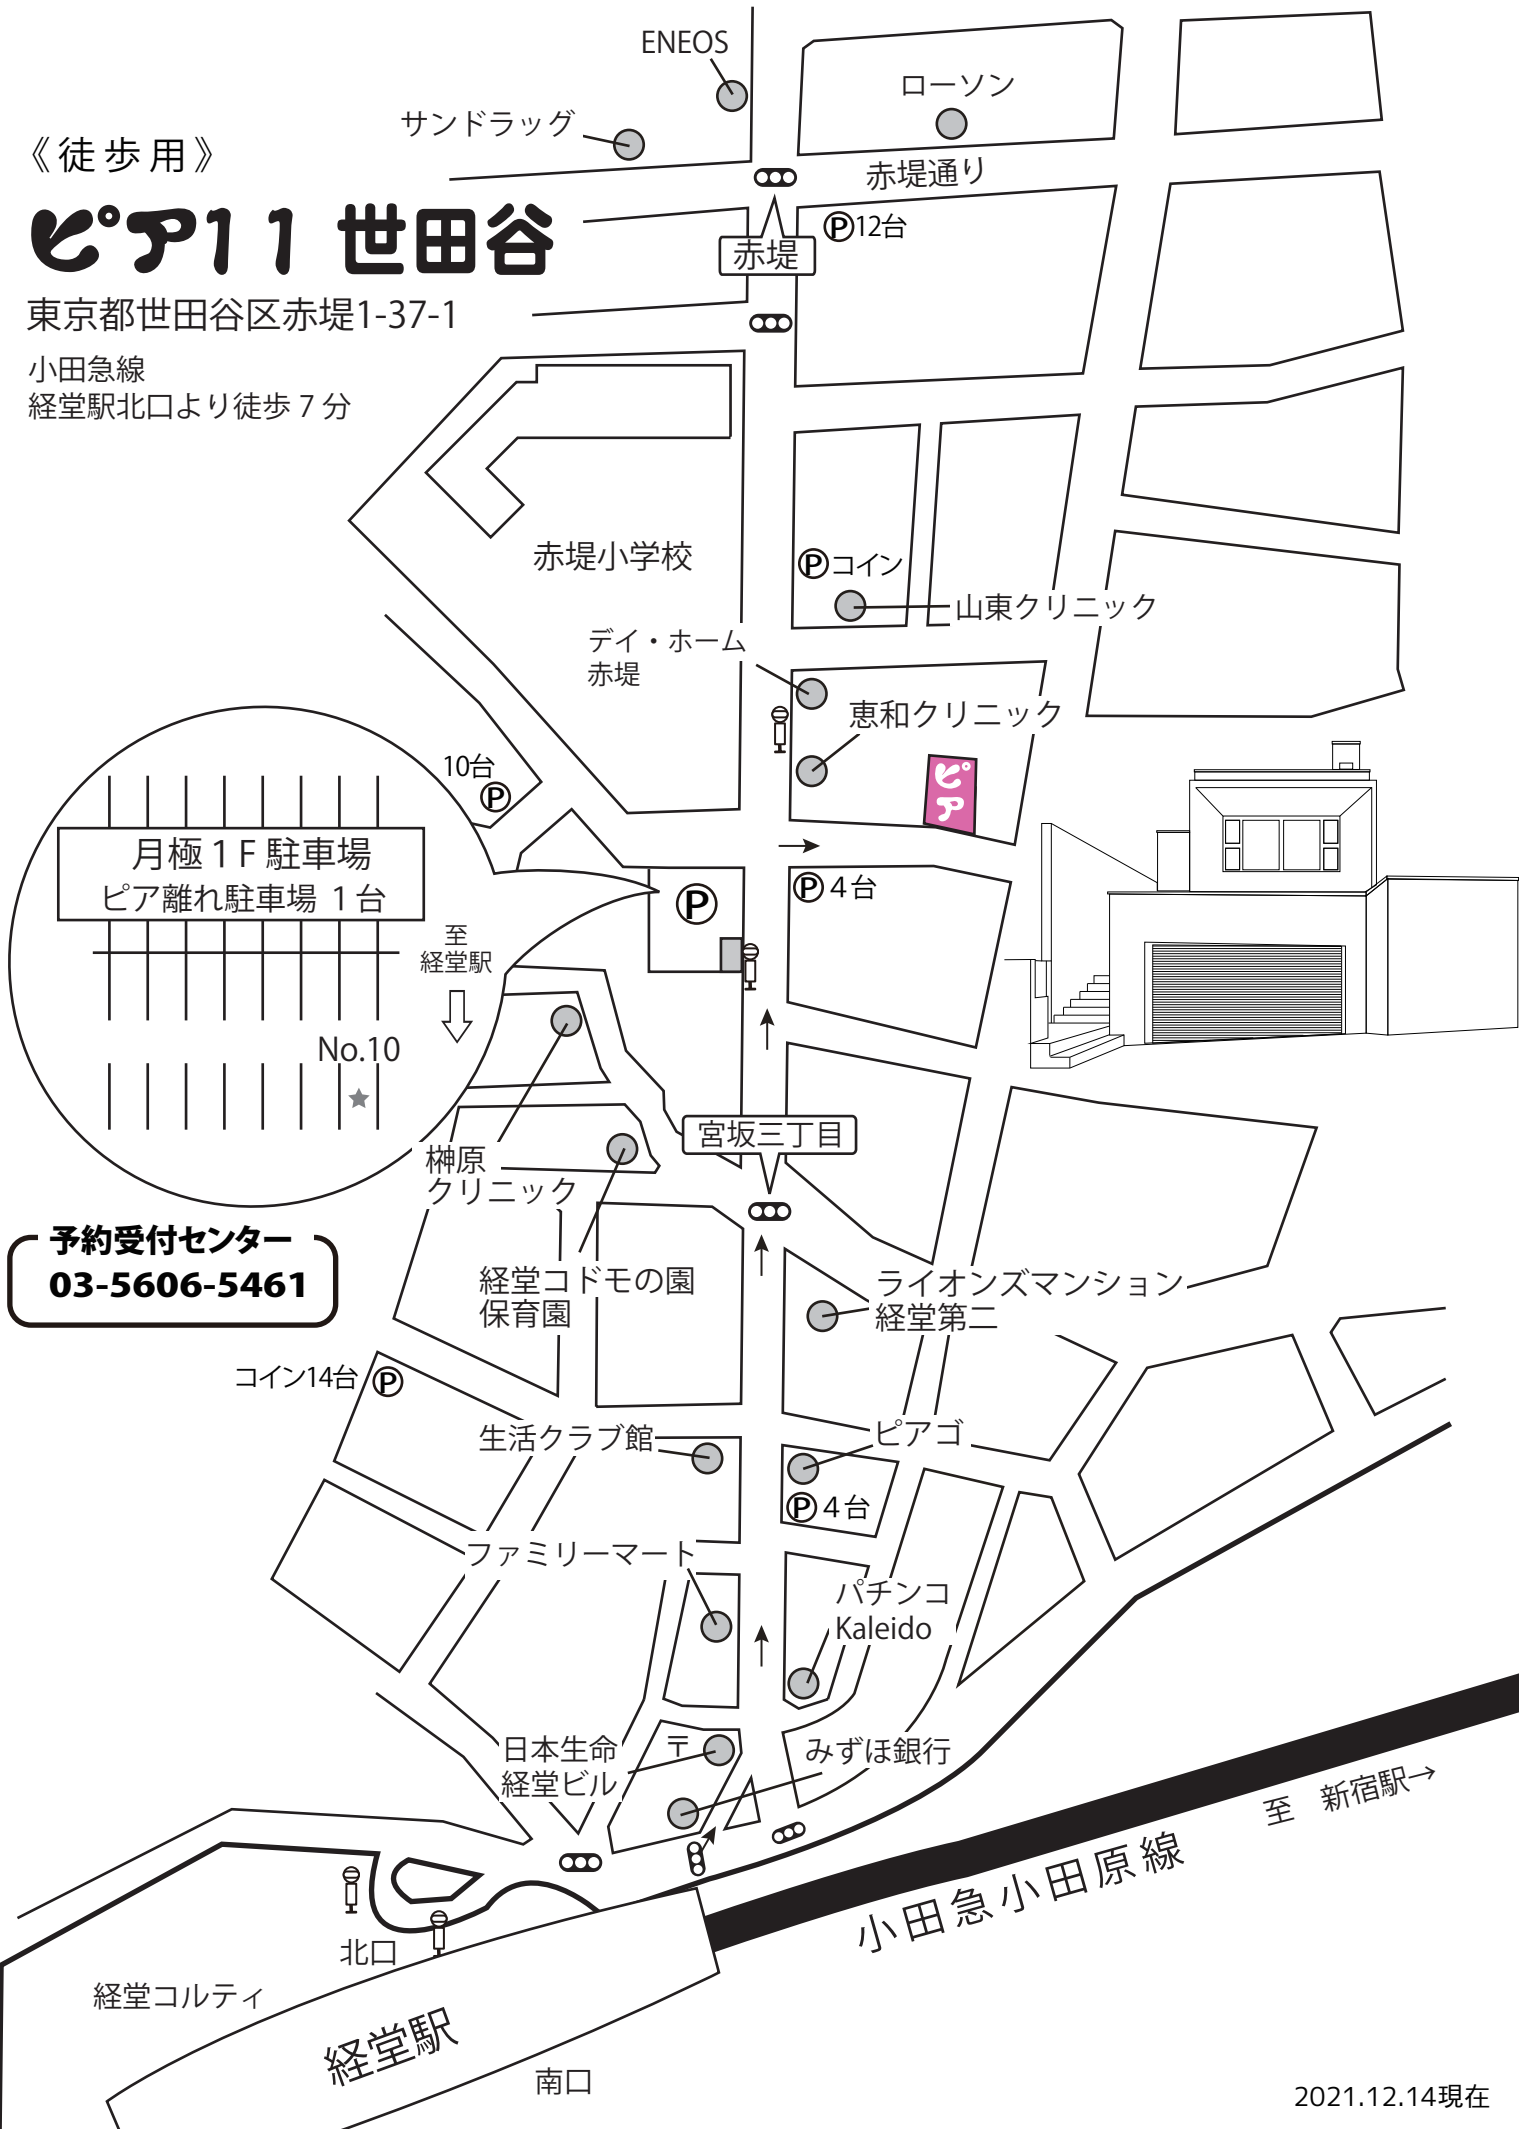 《徒歩用》
ピア11 世田谷
東京都世田谷区赤堤1-37-1
小田急線
経堂駅北口より徒歩７分
ENEOS
サンドラッグ
ローソン
赤堤通り
赤堤
P12台
赤堤小学校
Pコイン
山東クリニック
デイ・ホーム
赤堤
恵和クリニック
ピア
10台
P
月極１F 駐車場
ピア離れ駐車場 １台
至
経堂駅
No.10
P
P４台
宮坂三丁目
榊原
クリニック
経堂コドモの園
保育園
予約受付センター
03-5606-5461
ライオンズマンション
経堂第二
コイン14台 P
生活クラブ館
ピアゴ
P４台
ファミリーマート
パチンコ
Kaleido
日本生命
経堂ビル
〒
みずほ銀行
至　新宿駅→
小田急小田原線
北口
経堂コルティ
経堂駅
南口
2021.12.14現在